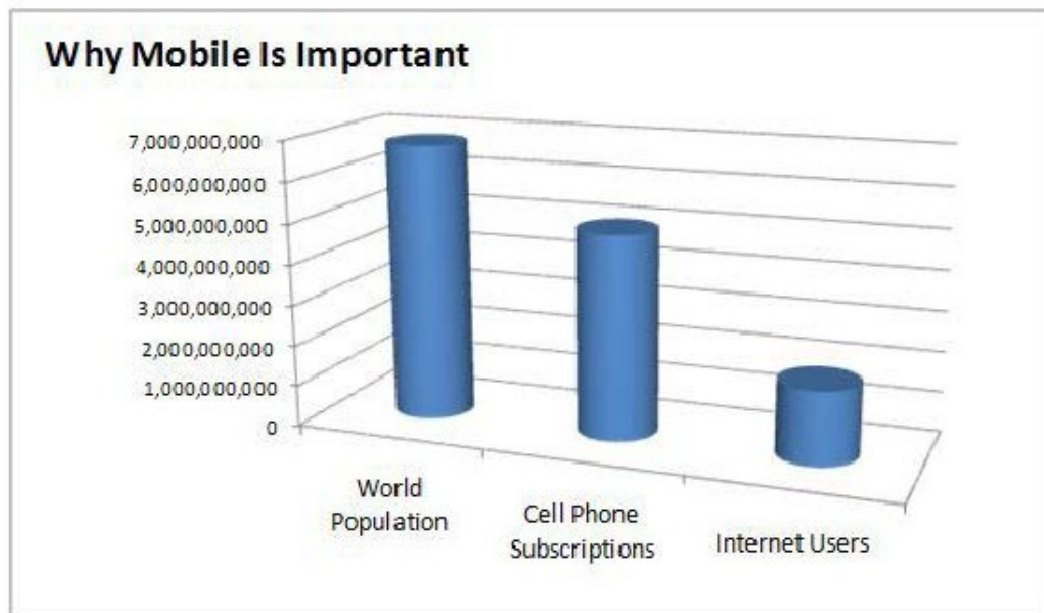 Why Mobile Is Important
7,000,000,000
6,000,000,000
5,000,000,000
4,000,000,000
3,000,000,000
2,000,000,000
1,000,000,000
0
World
Population
Cell Phone
Subscriptions
Internet Users